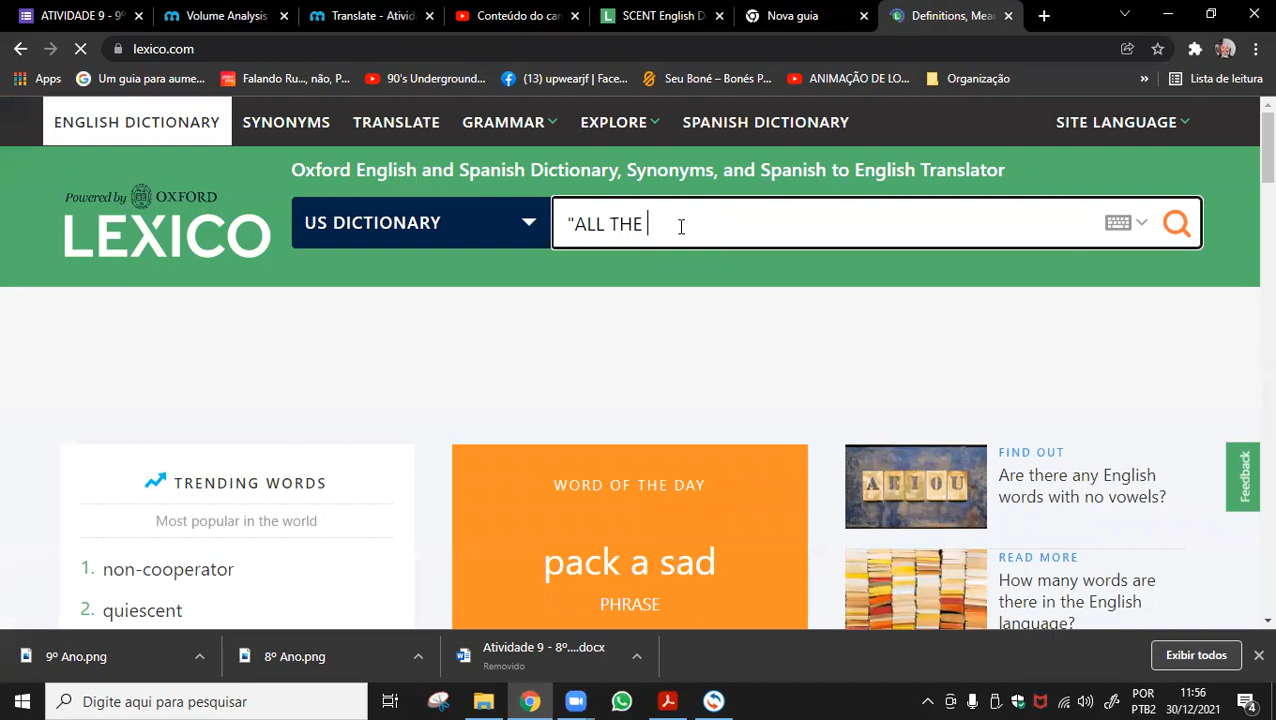 ATIVIDADE 9 - 9º
Volume Analysis
Translate - Ativid
Conteúdo do car
SCENT English D
Nova guia
Definitions, Mea
lexico.com
Apps
Um guia para aume...
Falando Ru..., não, P...
90's Underground...
(13) upwearjf | Face...
Seu Boné – Bonés P...
ANIMAÇÃO DE LO...
Organização
»
Lista de leitura
ENGLISH DICTIONARY
SYNONYMS
TRANSLATE
GRAMMAR
EXPLORE
SPANISH DICTIONARY
SITE LANGUAGE
Oxford English and Spanish Dictionary, Synonyms, and Spanish to English Translator
Powered by OXFORD
LEXICO
US DICTIONARY
"ALL THE
TRENDING WORDS
Most popular in the world
1. non-cooperator
2. quiescent
WORD OF THE DAY
pack a sad
PHRASE
AEIOU
FIND OUT
Are there any English
words with no vowels?
READ MORE
How many words are
there in the English
language?
Feedback
9º Ano.png
8º Ano.png
Atividade 9 - 8º....docx
Removido
Exibir todos
Digite aqui para pesquisar
POR
PTB2
11:56
30/12/2021
4